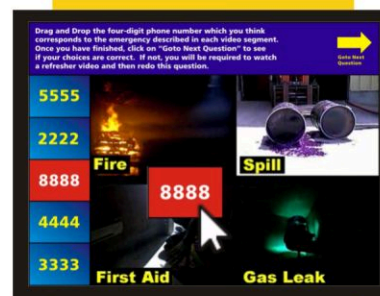 Drag and Drop the four-digit phone number which you think
corresponds to the emergency described in each video segment.
Once you have finished, click on "Goto Next Question" to see
if your choices are correct. If not, you will be required to watch
a refresher video and then redo this question.
Goto Next
Question
5555
2222
8888
4444
3333
Fire
Spill
8888
First Aid
Gas Leak